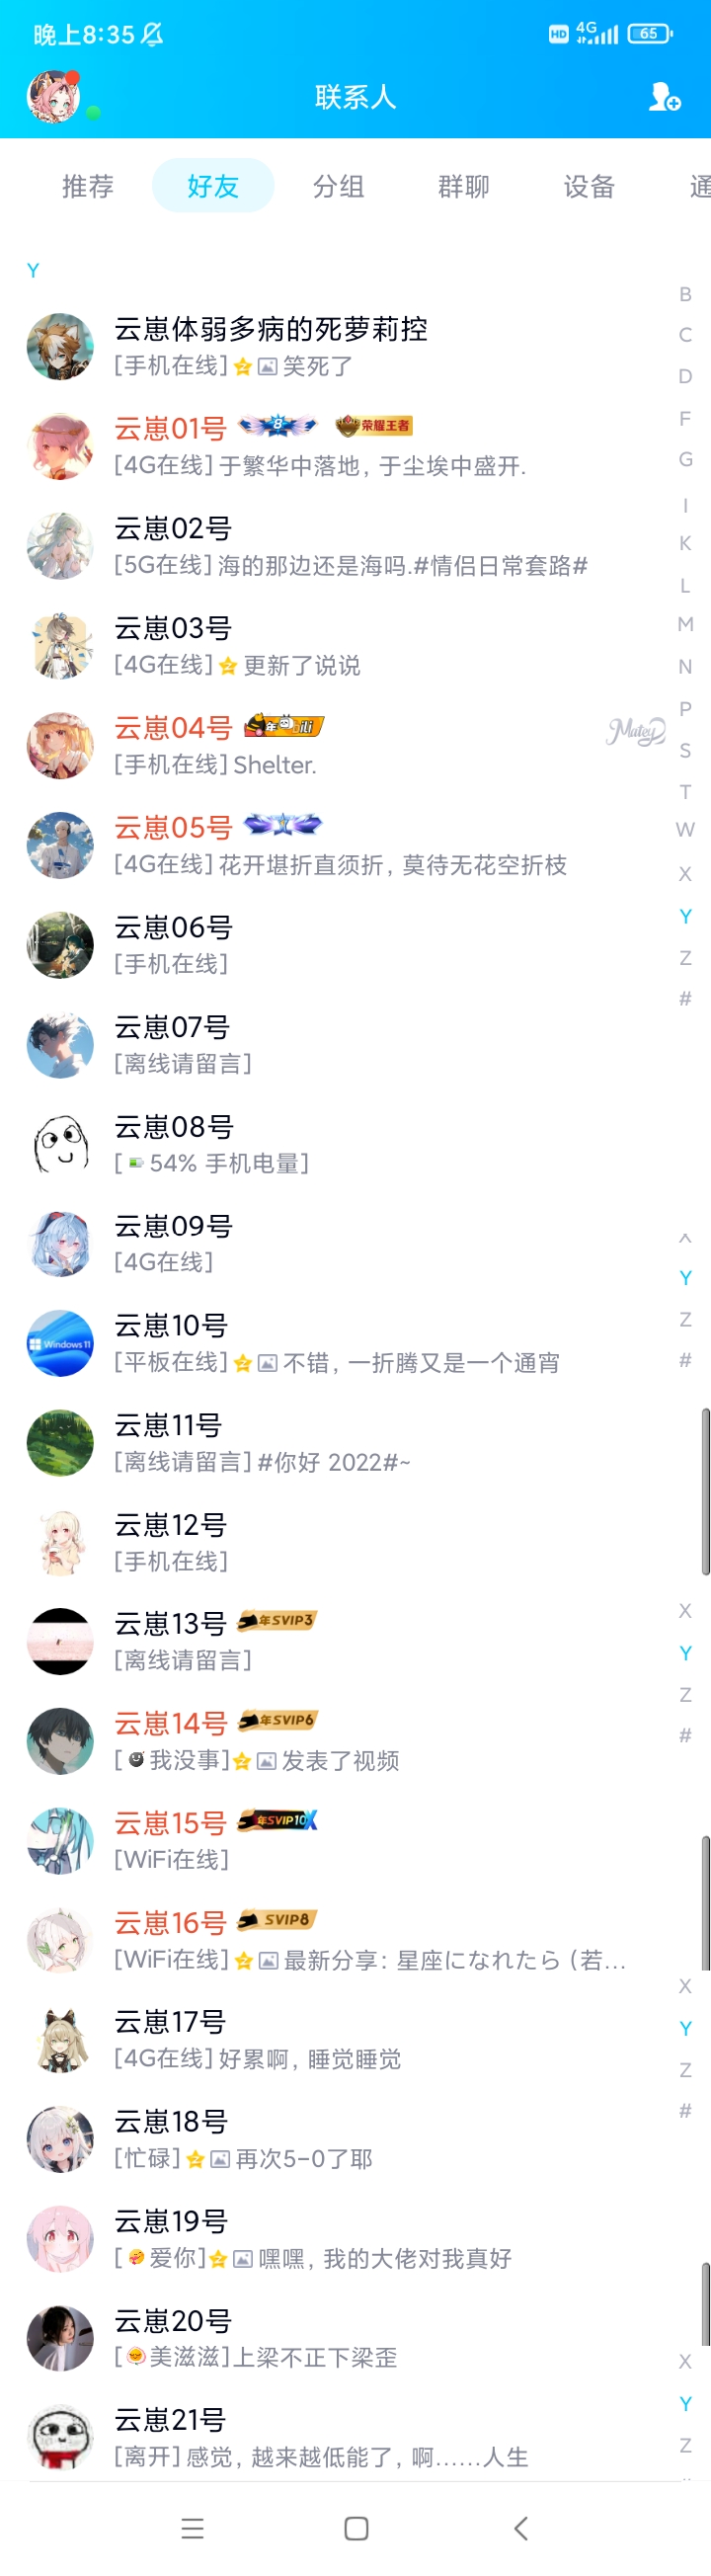 晚上8:35
HD 4G 65
联系人
推荐 好友 分组 群聊 设备 通
Y
云崽体弱多病的死萝莉控
[手机在线] 笑死了
云崽01号 8 荣耀王者
[4G在线] 于繁华中落地, 于尘埃中盛开.
云崽02号
[5G在线] 海的那边还是海吗.#情侣日常套路#
云崽03号
[4G在线] 更新了说说
云崽04号 年 ili Matey
[手机在线] Shelter.
云崽05号
[4G在线] 花开堪折直须折, 莫待无花空折枝
云崽06号
[手机在线]
云崽07号
[离线请留言]
云崽08号
[54% 手机电量]
云崽09号
[4G在线]
Windows 11
云崽10号
[平板在线] 不错, 一折腾又是一个通宵
云崽11号
[离线请留言] #你好 2022#~
云崽12号
[手机在线]
云崽13号 年SVIP3
[离线请留言]
云崽14号 年SVIP6
[我没事] 发表了视频
云崽15号 年SVIP10
[WiFi在线]
云崽16号 SVIP8
[WiFi在线] 最新分享: 星座になれたら (若...
云崽17号
[4G在线] 好累啊, 睡觉睡觉
云崽18号
[忙碌] 再次5-0了耶
云崽19号
[爱你] 嘿嘿, 我的大佬对我真好
云崽20号
[美滋滋] 上梁不正下梁歪
云崽21号
[离开] 感觉, 越来越低能了, 啊......人生
B
C
D
F
G
I
K
L
M
N
P
S
T
W
X
Y
Z
#
X
Y
Z
#
X
Y
Z
#
X
Y
Z
#
X
Y
Z